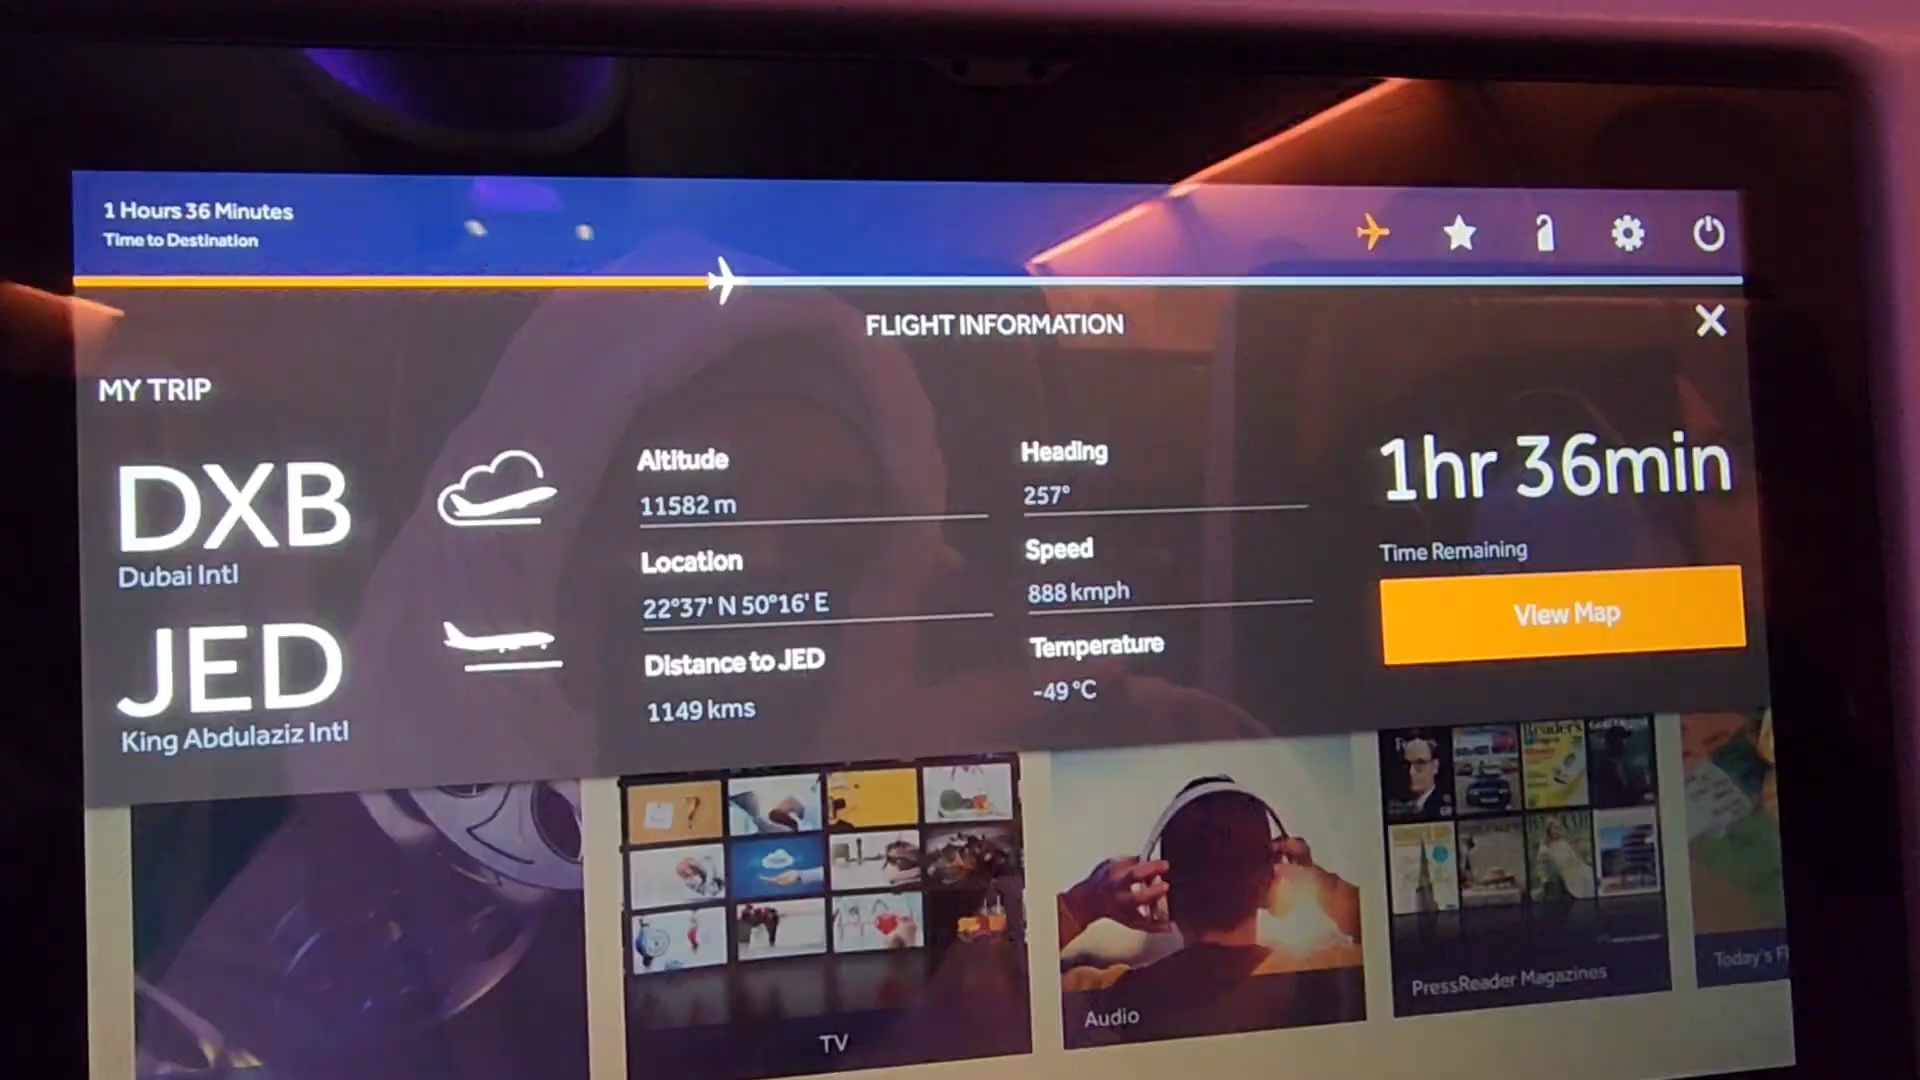 1 Hours 36 Minutes
Time to Destination
FLIGHT INFORMATION
MY TRIP
DXB
Dubai Intl
JED
King Abdulaziz Intl
Altitude
11582 m
Location
22°37' N 50°16' E
Distance to JED
1149 kms
Heading
257°
Speed
888 kmph
Temperature
-49 °C
1hr 36min
Time Remaining
View Map
TV
Audio
PressReader Magazines
Today's